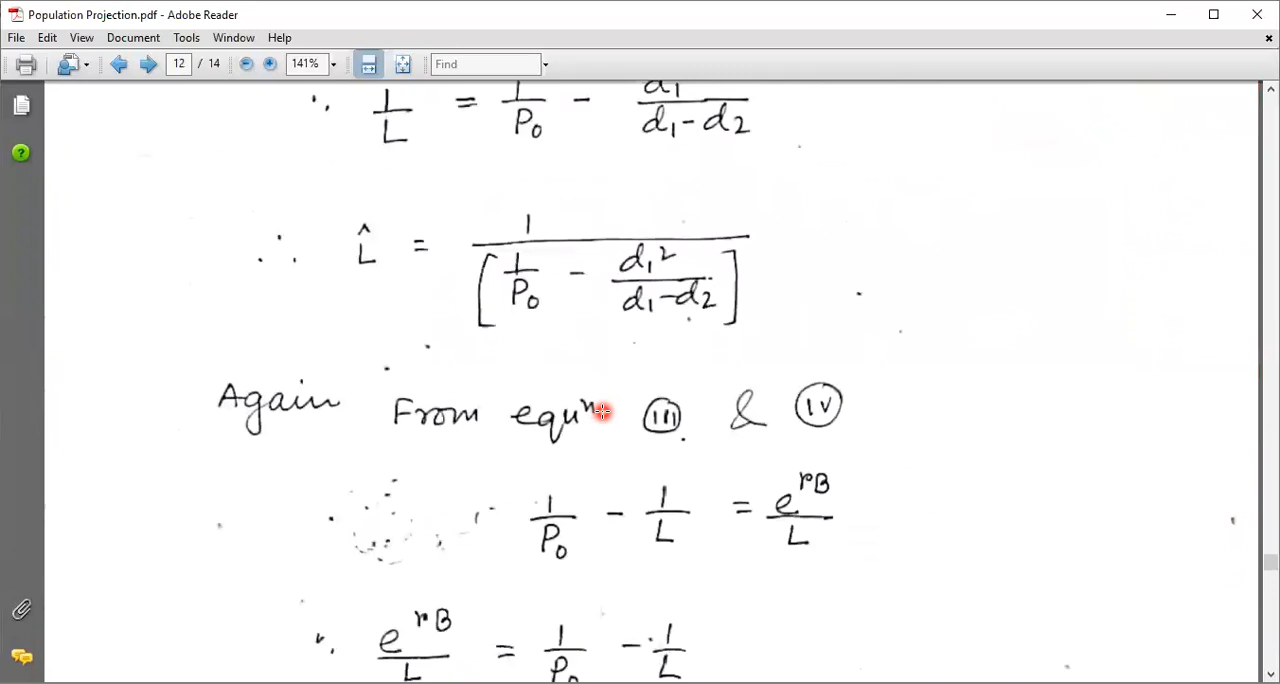 Population Projection.pdf - Adobe Reader
File Edit View Document Tools Window Help
12 / 14 141% Find
∵ 1/L = 1/P₀ - d₁/(d₁-d₂)
∴ L̂ = 1/[1/P₀ - d₁²/(d₁-d₂)]
Again From equⁿ (III) & (IV)
1/P₀ - 1/L = e^(rB)/L
∵ e^(rB)/L = 1/P₀ - 1/L